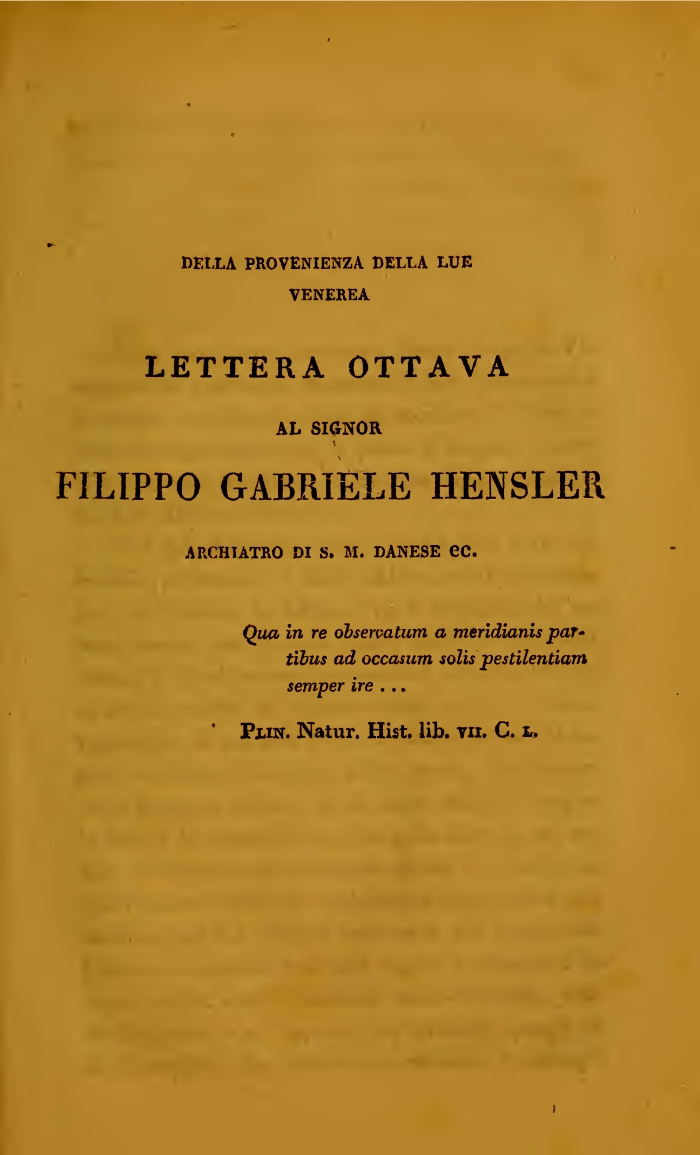 DELLA PROVENIENZA DELLA LUE
VENEREA
LETTERA OTTAVA
AL SIGNOR
FILIPPO GABRIELE HENSLER
ARCHIATRO DI S. M. DANESE ec.
Qua in re observatum a meridianis par-
tibus ad occasum solis pestilentiam
semper ire ...
PLIN. Natur. Hist. lib. VII. C. L.